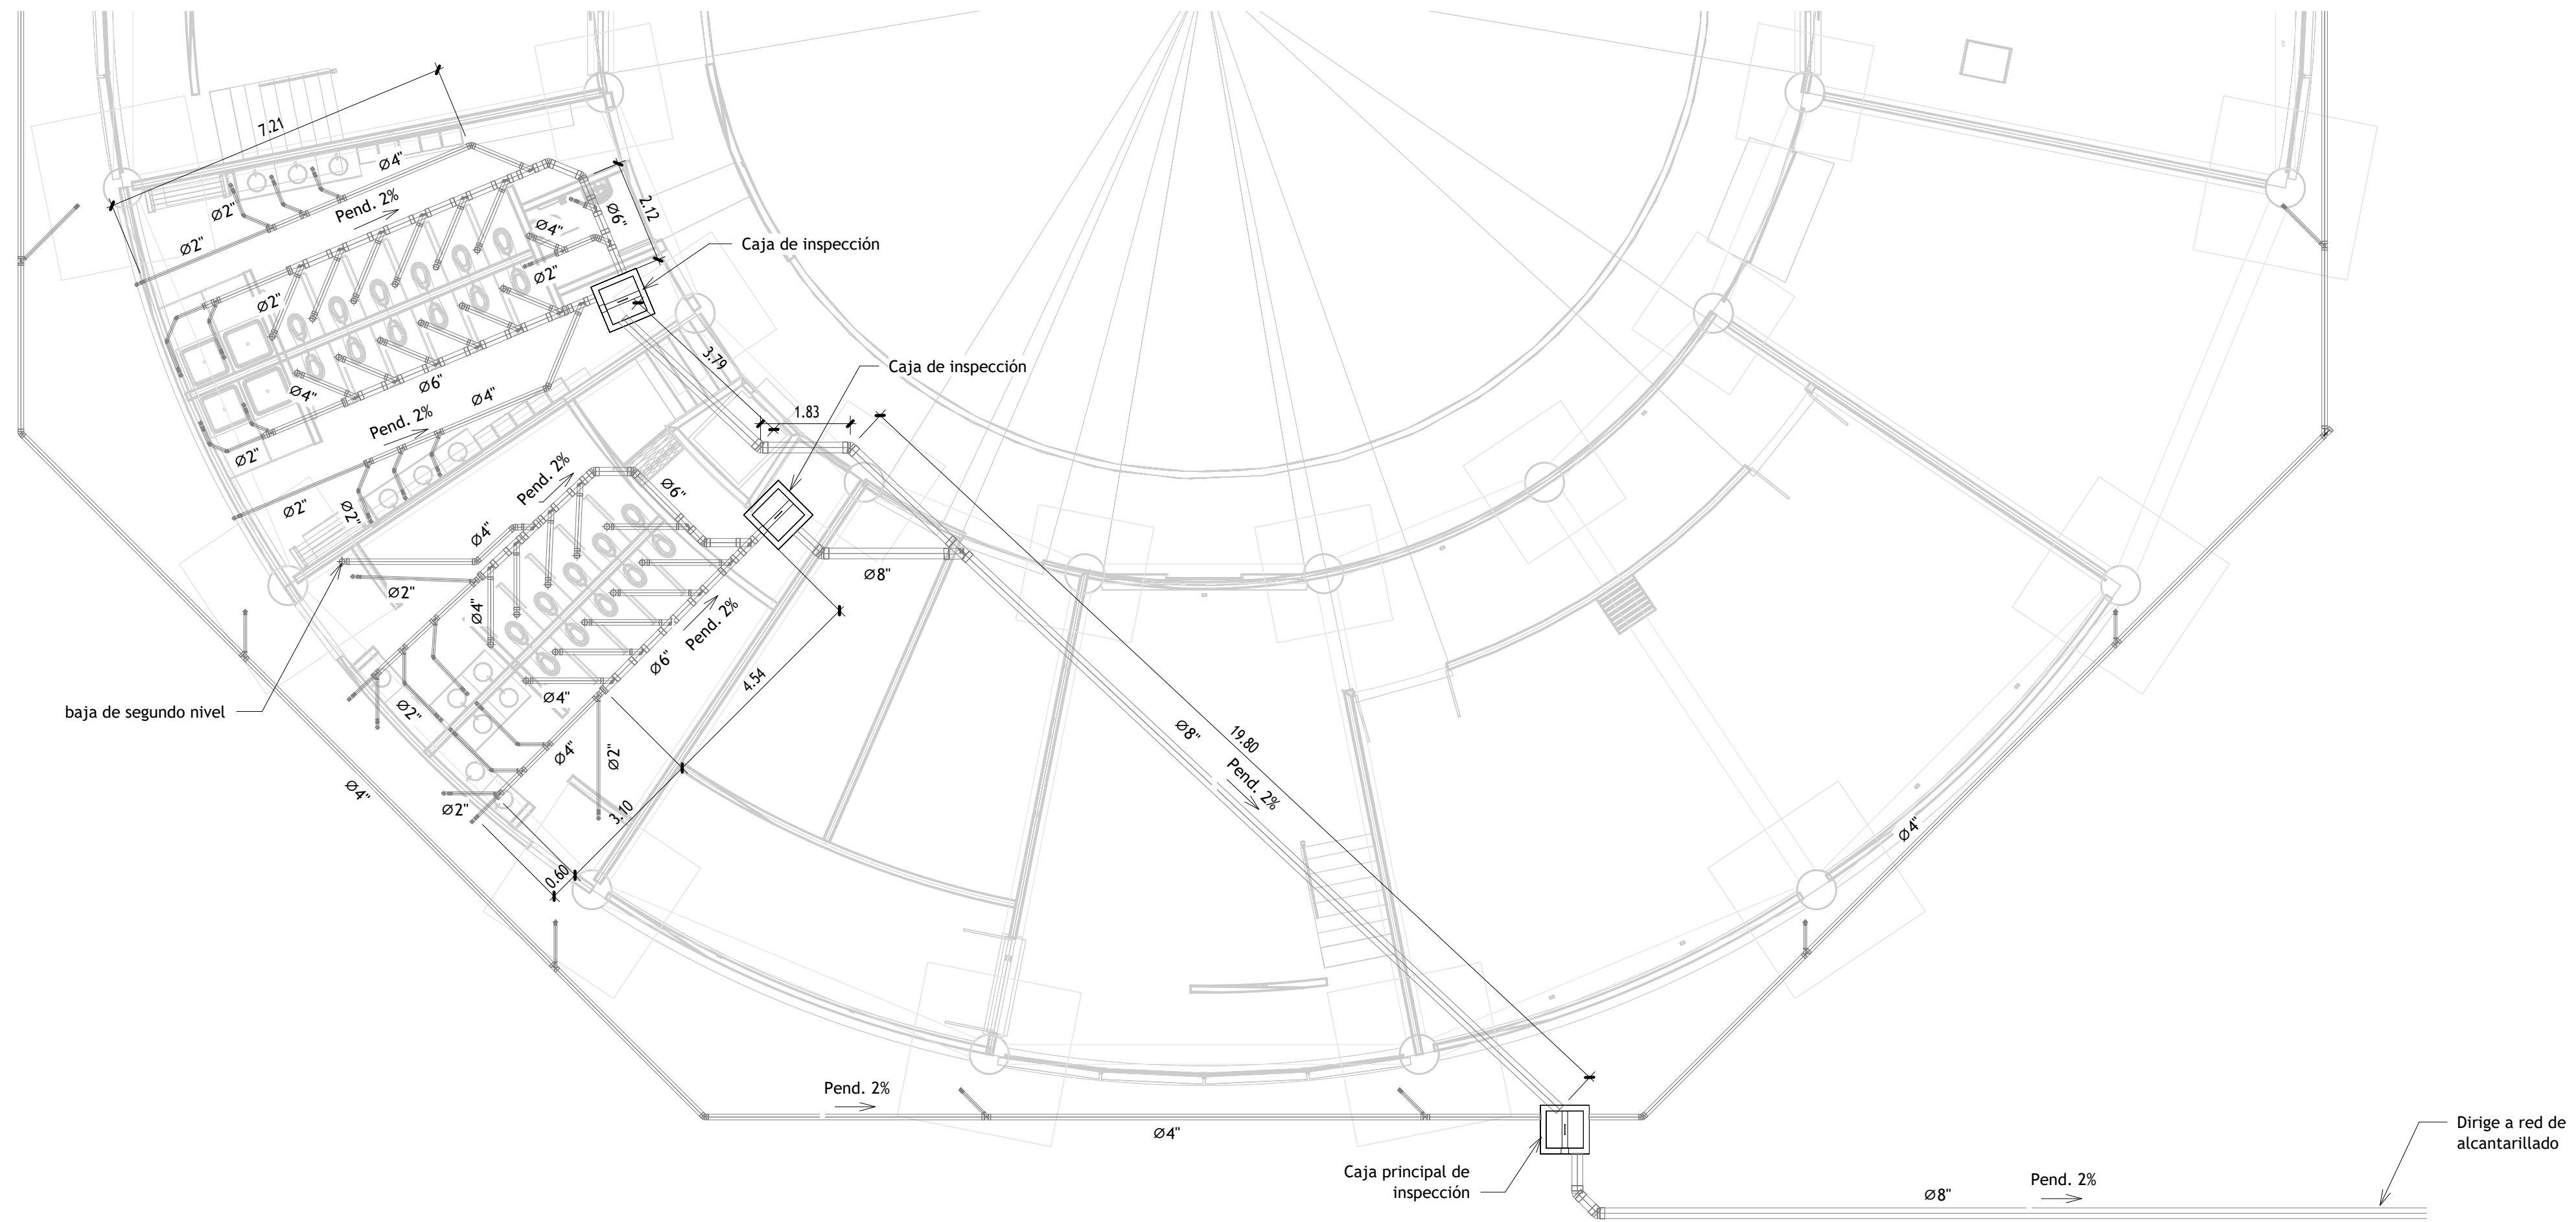 7.21
Ø4"
Ø2"
Pend. 2%
Ø2"
2.12
Ø6"
Ø4"
Caja de inspección
Ø2"
Ø2"
3.79
Caja de inspección
Ø6"
Ø4"
Ø4"
1.83
Pend. 2%
Ø2"
Pend. 2%
Ø6"
Ø2"
Ø2"
Ø4"
Ø8"
Ø2"
Ø4"
Pend. 2%
Ø6"
4.54
Ø4"
baja de segundo nivel
Ø2"
Ø8"
19.80
Ø4"
Ø2"
Pend. 2%
Ø4"
Ø2"
3.10
Ø4"
0.60
Pend. 2%
Ø4"
Dirige a red de
alcantarillado
Caja principal de
inspección
Pend. 2%
Ø8"